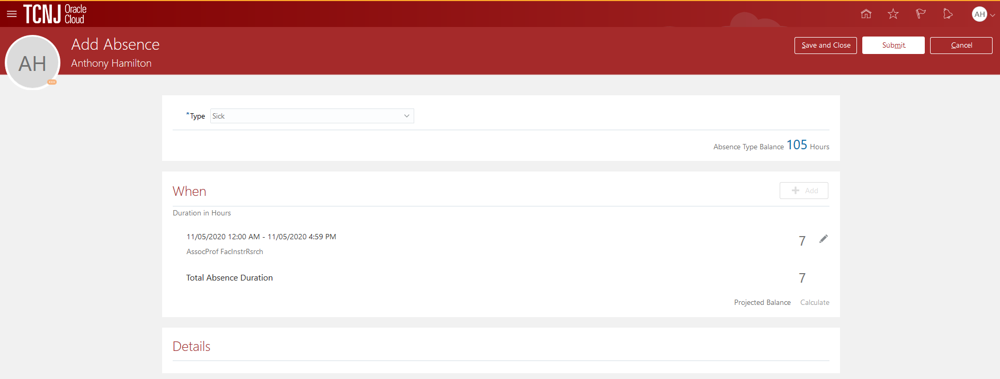 TCNJ Oracle Cloud
AH
AH
Add Absence
Anthony Hamilton
Save and Close
Submit
Cancel
*Type Sick
Absence Type Balance 105 Hours
When
Add
Duration in Hours
11/05/2020 12:00 AM - 11/05/2020 4:59 PM
7
AssocProf FacInstrRsrch
Total Absence Duration
7
Projected Balance Calculate
Details